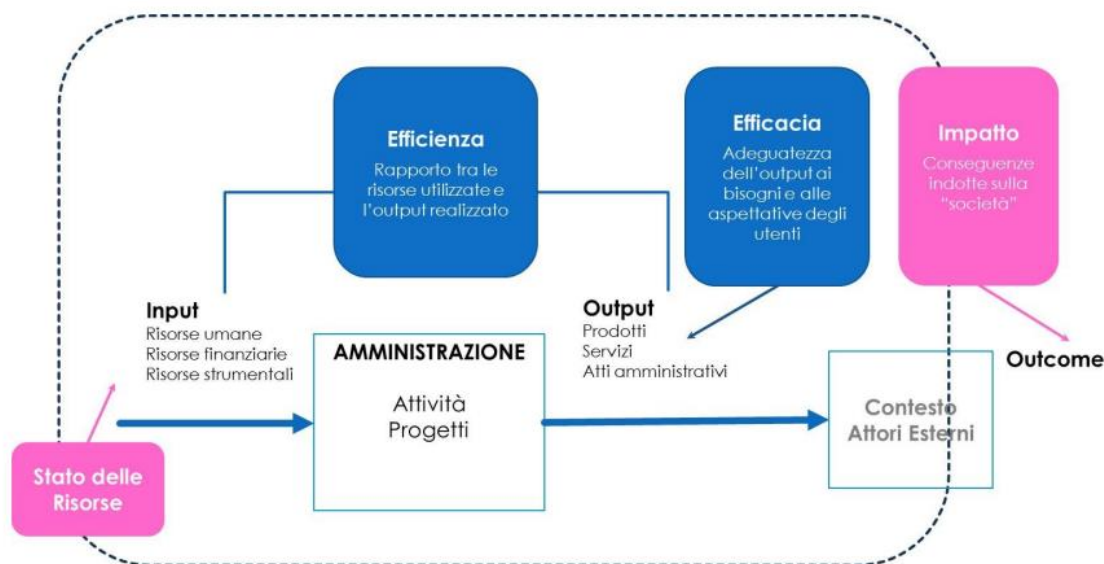 Efficienza
Rapporto tra le
risorse utilizzate e
l'output realizzato
Efficacia
Adeguatezza
dell'output ai
bisogni e alle
aspettative degli
utenti
Impatto
Conseguenze
indotte sulla
"società"
Input
Risorse umane
Risorse finanziarie
Risorse strumentali
AMMINISTRAZIONE
Attività
Progetti
Output
Prodotti
Servizi
Atti amministrativi
Outcome
Contesto
Attori Esterni
Stato delle
Risorse